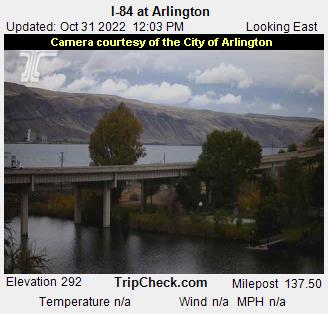 I-84 at Arlington
Updated: Oct 31 2022 12:03 PM Looking East
Camera courtesy of the City of Arlington
Elevation 292 TripCheck.com Milepost 137.50
Temperature n/a Wind n/a MPH n/a